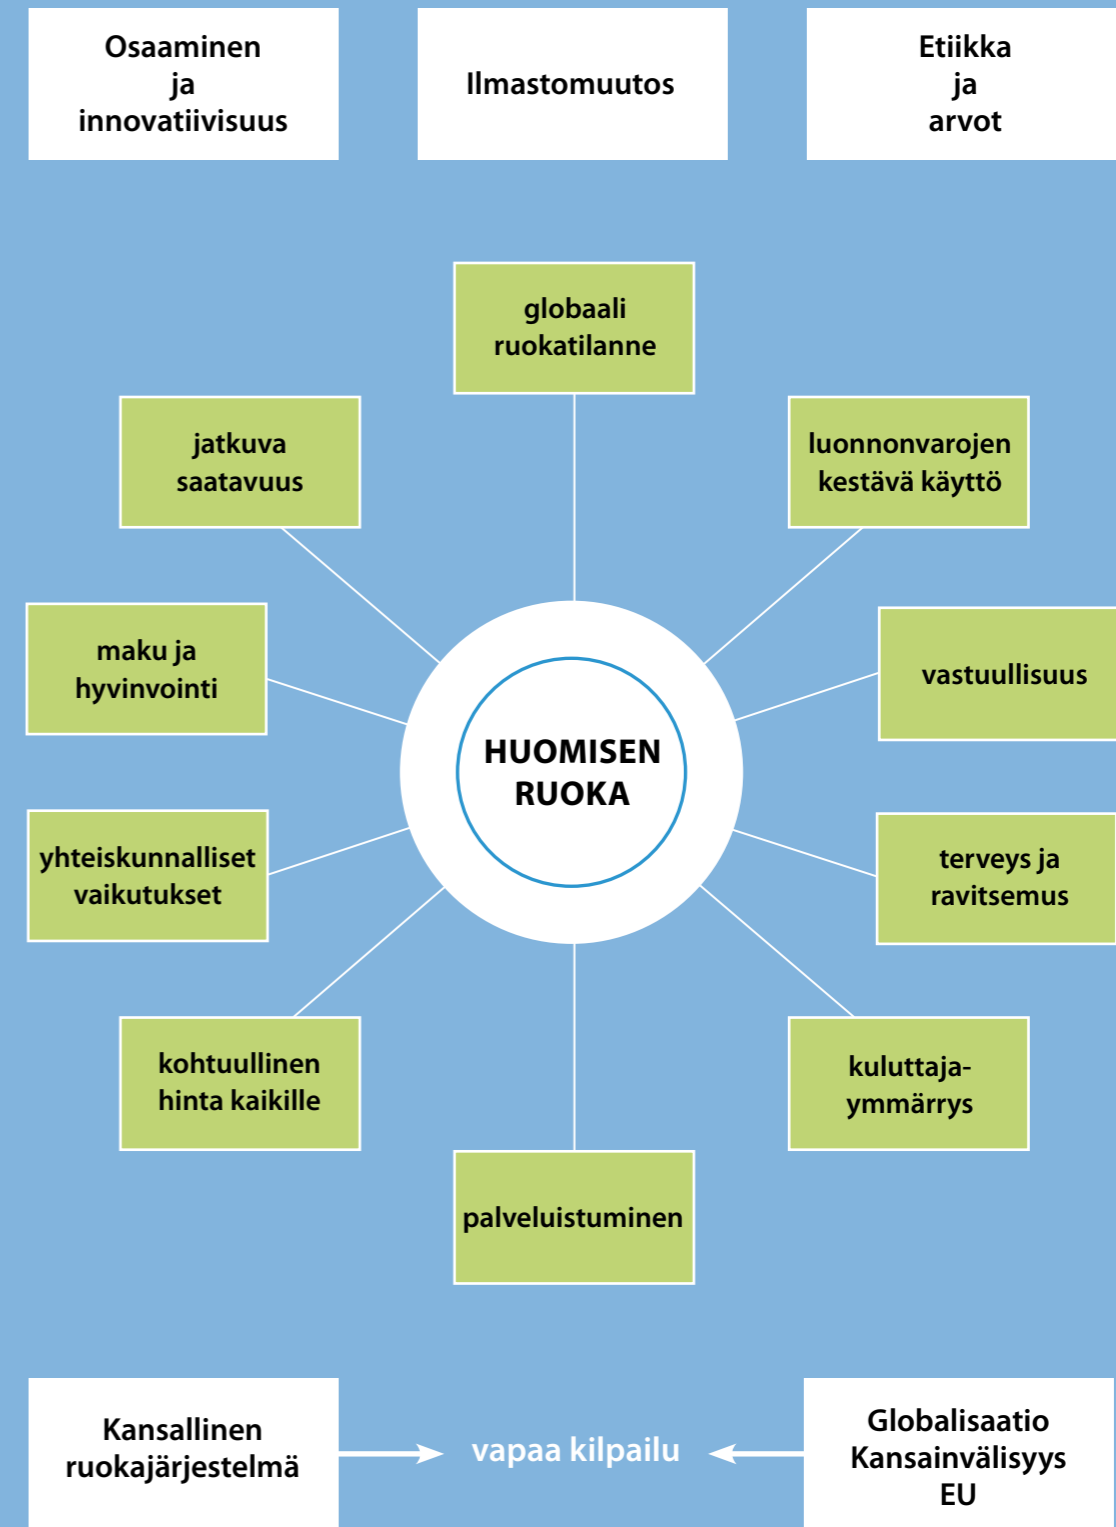 Osaaminen
ja
innovatiivisuus
Ilmastomuutos
Etiikka
ja
arvot
globaali
ruokatilanne
jatkuva
saatavuus
luonnonvarojen
kestävä käyttö
maku ja
hyvinvointi
vastuullisuus
HUOMISEN
RUOKA
yhteiskunnalliset
vaikutukset
terveys ja
ravitsemus
kohtuullinen
hinta kaikille
kuluttaja-
ymmärrys
palveluistuminen
Kansallinen
ruokajärjestelmä
vapaa kilpailu
Globalisaatio
Kansainvälisyys
EU